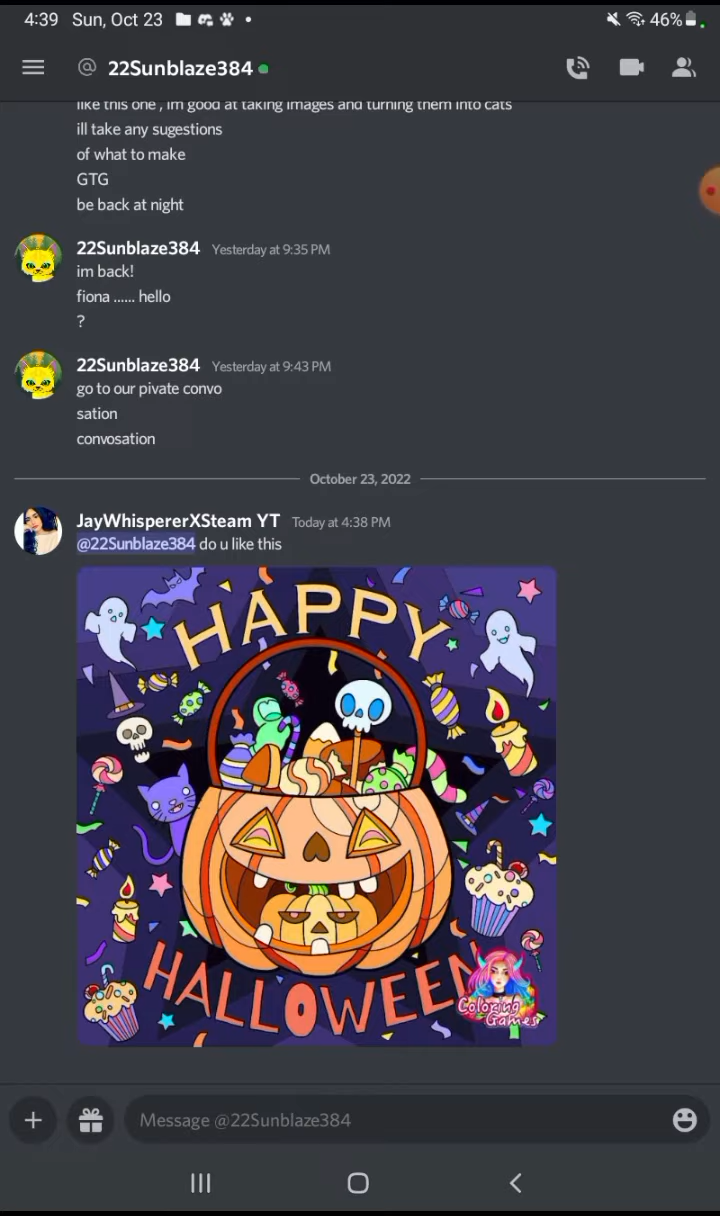 4:39 Sun, Oct 23 46%
@ 22Sunblaze384
like this one , im good at taking images and turning them into cats
ill take any sugestions
of what to make
GTG
be back at night
22Sunblaze384 Yesterday at 9:35 PM
im back!
fiona ...... hello
?
22Sunblaze384 Yesterday at 9:43 PM
go to our pivate convo
sation
convosation
October 23, 2022
JayWhispererXSteam YT Today at 4:38 PM
@22Sunblaze384 do u like this
HAPPY
HALLOWEEN
Coloring
Games
Message @22Sunblaze384